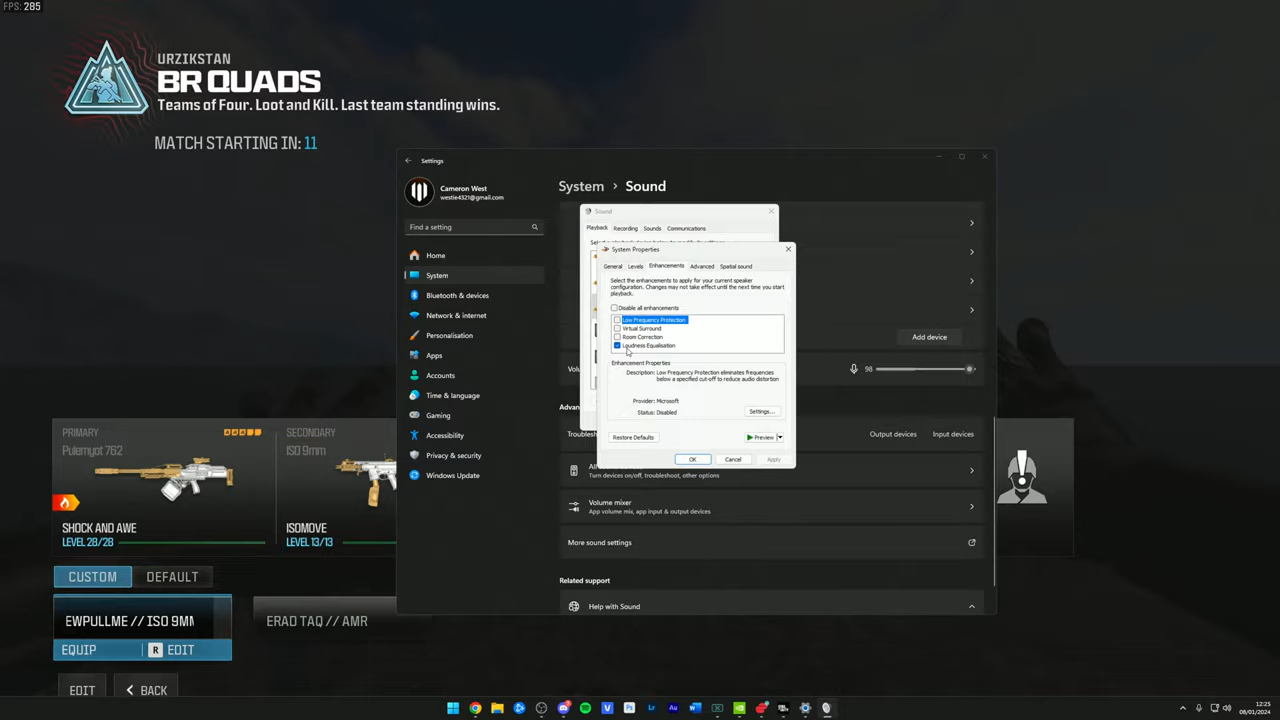 FPS: 285
URZIKSTAN
BR QUADS
Teams of Four. Loot and Kill. Last team standing wins.
MATCH STARTING IN: 11
Settings
Cameron West
westie4321@gmail.com
Find a setting
Home
System
Bluetooth & devices
Network & internet
Personalisation
Apps
Accounts
Time & language
Gaming
Accessibility
Privacy & security
Windows Update
System > Sound
Sound
Playback Recording Sounds Communications
System Properties
General Levels Enhancements Advanced Spatial sound
Select the enhancements to apply for your current speaker
configuration. Changes may not take effect until the next time you start
playback.
Disable all enhancements
Low Frequency Protection
Virtual Surround
Room Correction
Loudness Equalisation
Enhancement Properties
Description: Low Frequency Protection eliminates frequencies
below a specified cut-off to reduce audio distortion
Provider: Microsoft
Status: Disabled
Settings...
Restore Defaults
Preview
OK
Cancel
Apply
Add device
98
Output devices
Input devices
Turn devices on/off, troubleshoot, other options
Volume mixer
App volume mix, app input & output devices
More sound settings
Related support
Help with Sound
PRIMARY
Pulemyot 762
SHOCK AND AWE
LEVEL 28/28
SECONDARY
ISO 9mm
ISOMOVE
LEVEL 13/13
CUSTOM
DEFAULT
EWPULLME // ISO 9MM
EQUIP
R EDIT
ERAD TAQ // AMR
EDIT
< BACK
12:25
08/01/2024